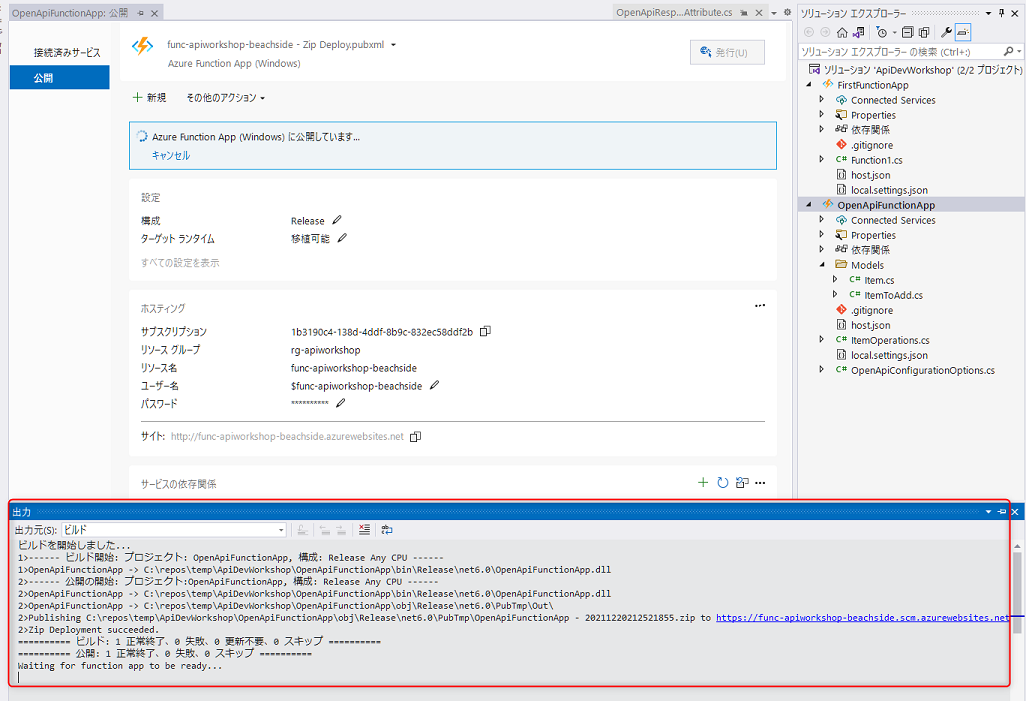 OpenApiFunctionApp: 公開
OpenApiResp...Attribute.cs
接続済みサービス
公開
func-apiworkshop-beachside - Zip Deploy.pubxml
Azure Function App (Windows)
発行(U)
新規
その他のアクション
Azure Function App (Windows) に公開しています...
キャンセル
設定
構成
Release
ターゲット ランタイム
移植可能
すべての設定を表示
ホスティング
サブスクリプション
1b3190c4-138d-4ddf-8b9c-832ec58ddf2b
リソース グループ
rg-apiworkshop
リソース名
func-apiworkshop-beachside
ユーザー名
$func-apiworkshop-beachside
パスワード
**********
サイト:
http://func-apiworkshop-beachside.azurewebsites.net
サービスの依存関係
ソリューション エクスプローラー
ソリューション エクスプローラー の検索 (Ctrl+:)
ソリューション 'ApiDevWorkshop' (2/2 プロジェクト)
FirstFunctionApp
Connected Services
Properties
依存関係
.gitignore
C# Function1.cs
host.json
local.settings.json
OpenApiFunctionApp
Connected Services
Properties
依存関係
Models
C# Item.cs
C# ItemToAdd.cs
.gitignore
host.json
C# ItemOperations.cs
local.settings.json
C# OpenApiConfigurationOptions.cs
出力
出力元(S): ビルド
ビルドを開始しました...
1>------ ビルド開始: プロジェクト: OpenApiFunctionApp, 構成: Release Any CPU ------
1>OpenApiFunctionApp -> C:\repos\temp\ApiDevWorkshop\OpenApiFunctionApp\bin\Release\net6.0\OpenApiFunctionApp.dll
2>------ 公開の開始: プロジェクト:OpenApiFunctionApp, 構成: Release Any CPU ------
2>OpenApiFunctionApp -> C:\repos\temp\ApiDevWorkshop\OpenApiFunctionApp\bin\Release\net6.0\OpenApiFunctionApp.dll
2>OpenApiFunctionApp -> C:\repos\temp\ApiDevWorkshop\OpenApiFunctionApp\obj\Release\net6.0\PubTmp\Out\
2>Publishing C:\repos\temp\ApiDevWorkshop\OpenApiFunctionApp\obj\Release\net6.0\PubTmp\OpenApiFunctionApp - 20211220212521855.zip to https://func-apiworkshop-beachside.scm.azurewebsites.net
2>Zip Deployment succeeded.
========== ビルド: 1 正常終了、0 失敗、0 更新不要、0 スキップ ==========
========== 公開: 1 正常終了、0 失敗、0 スキップ ==========
Waiting for function app to be ready...